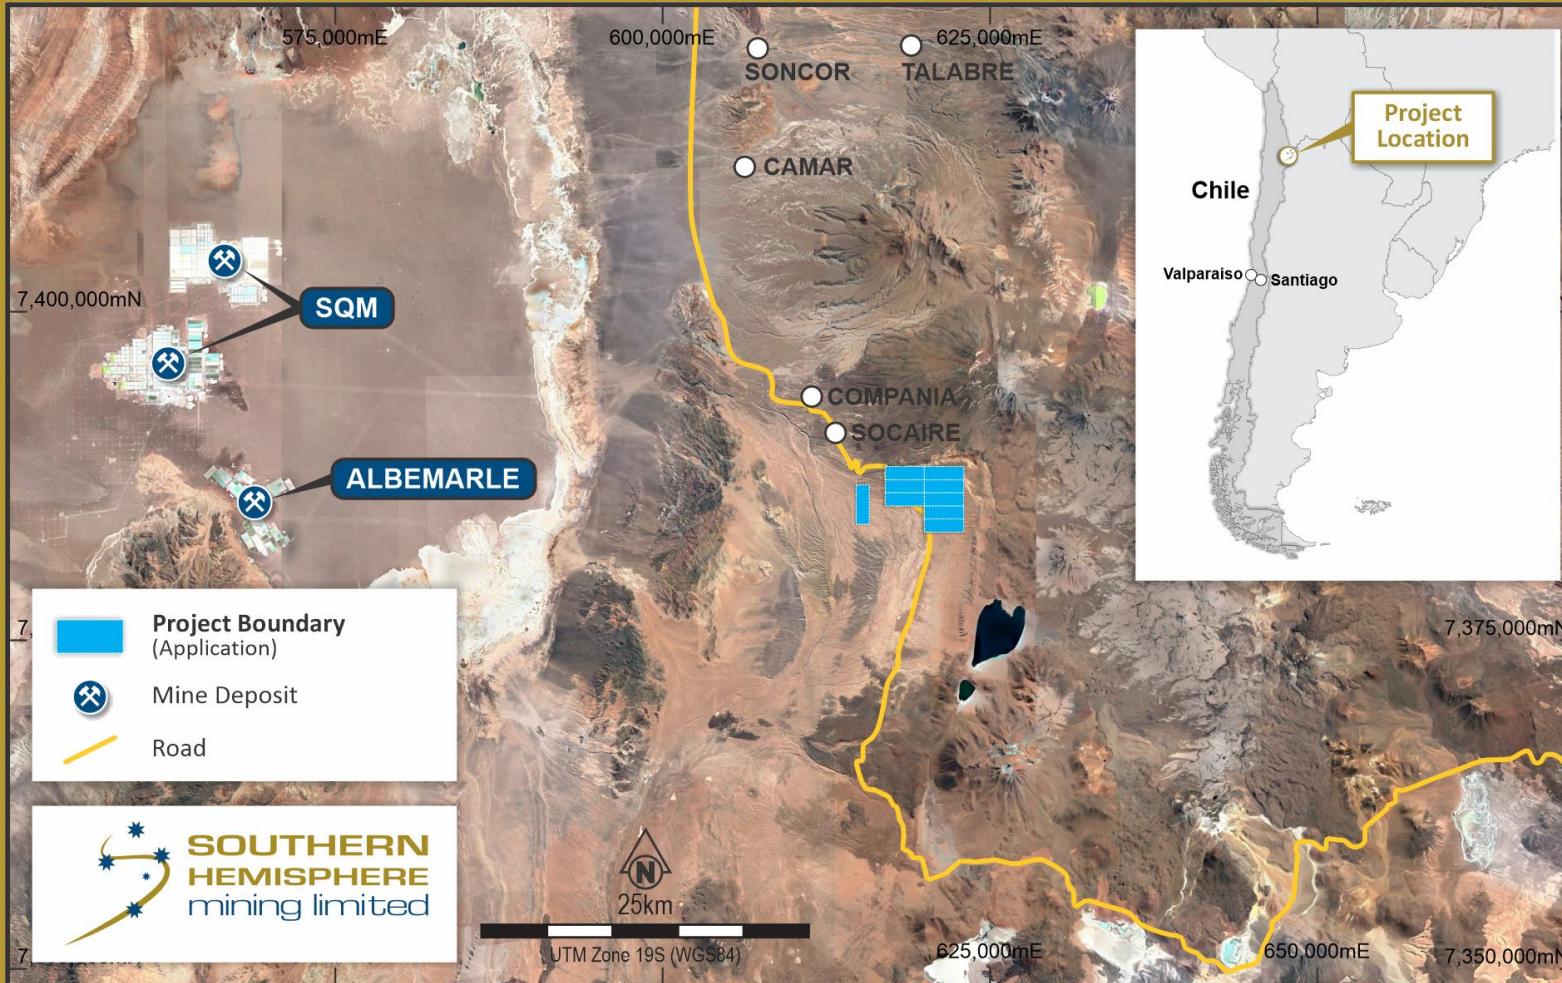 575,000mE
600,000mE
625,000mE
SONCOR
TALABRE
CAMAR
Project
Location
Chile
Valparaiso
Santiago
7,400,000mN
SQM
COMPANIA
SOCAIRE
ALBEMARLE
Project Boundary
(Application)
Mine Deposit
Road
7,375,000mN
SOUTHERN
HEMISPHERE
mining limited
N
25km
UTM Zone 19S (WGS84)
625,000mE
650,000mE
7,350,000mN